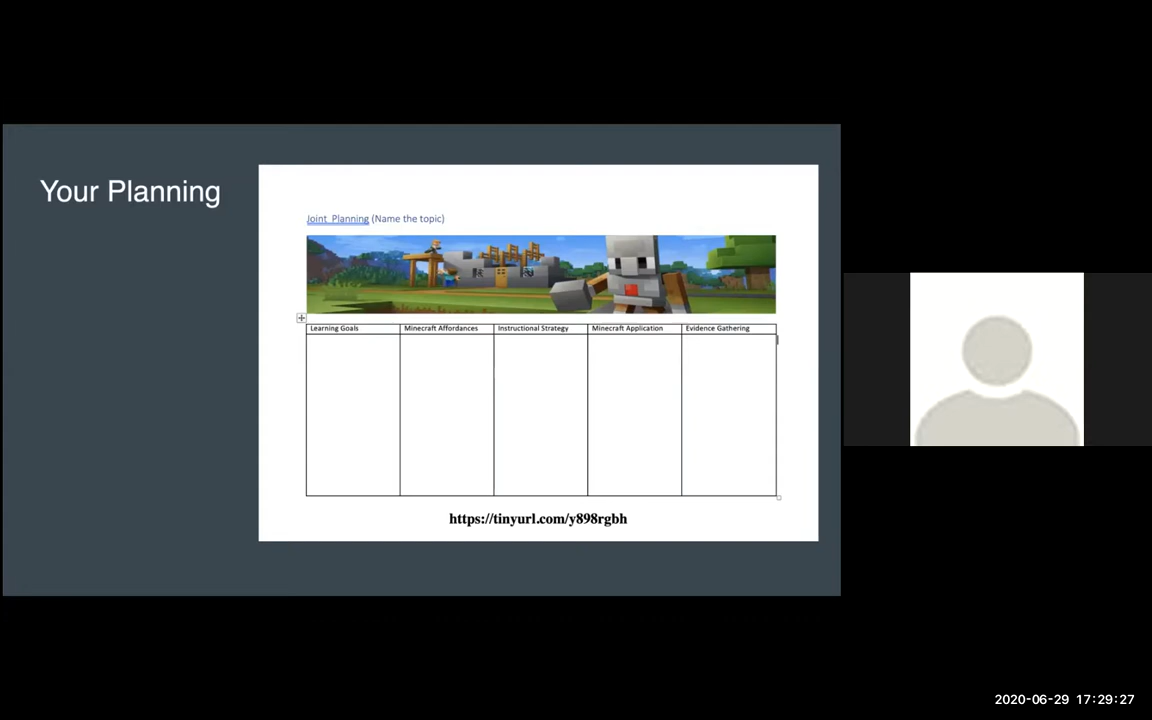 Your Planning
Joint Planning (Name the topic)
Learning Goals
Minecraft Affordances
Instructional Strategy
Minecraft Application
Evidence Gathering
https://tinyurl.com/y898rgbh
2020-06-29 17:29:27